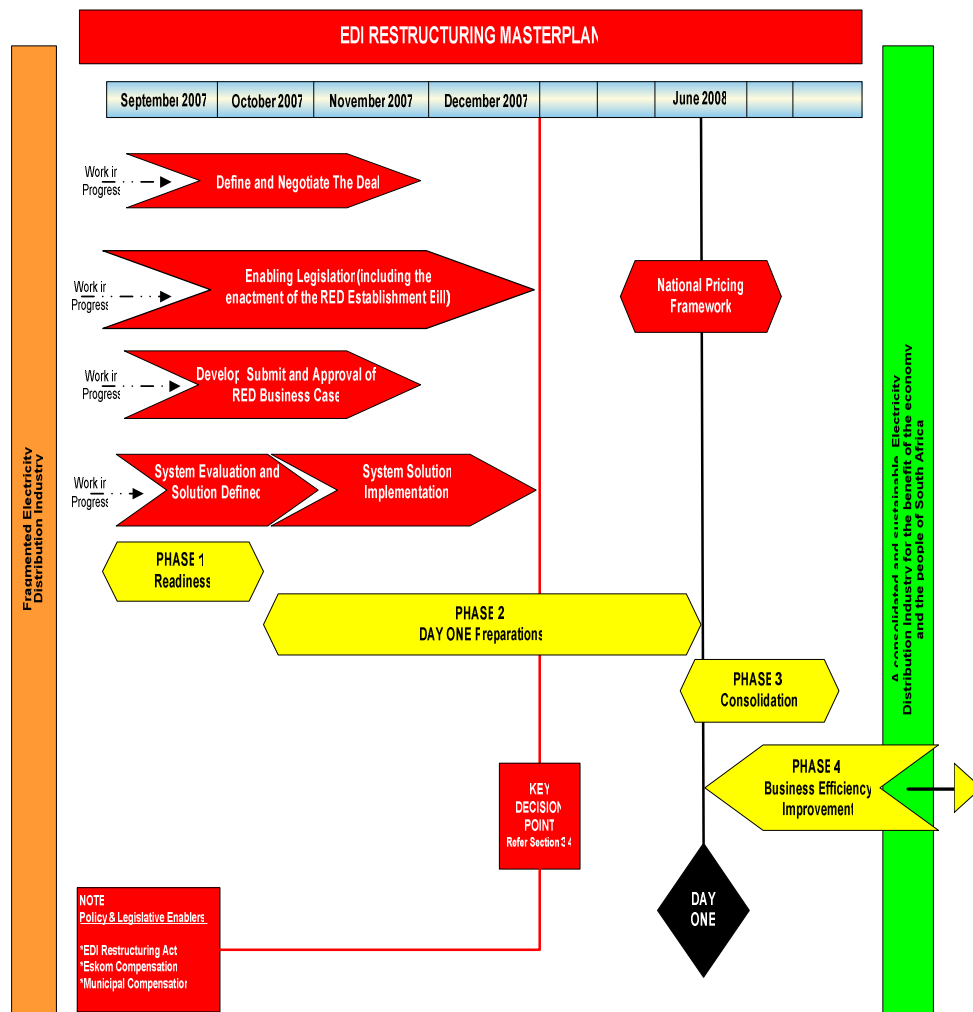 EDI RESTRUCTURING MASTERPLAN
September 2007
October 2007
November 2007
December 2007
June 2008
Work in
Progress
Define and Negotiate The Deal
Work in
Progress
Enabling Legislation (including the
enactment of the RED Establishment Bill)
National Pricing
Framework
Work in
Progress
Develop, Submit and Approval of
RED Business Case
Work in
Progress
System Evaluation and
Solution Defined
System Solution
Implementation
PHASE 1
Readiness
PHASE 2
DAY ONE Preparations
PHASE 3
Consolidation
PHASE 4
Business Efficiency
Improvement
KEY
DECISION
POINT
Refer Section 3.4
DAY
ONE
NOTE
Policy & Legislative Enablers
*EDI Restructuring Act
*Eskom Compensation
*Municipal Compensation
Fragmented Electricity
Distribution Industry
A consolidated and sustainable Electricity
Distribution Industry for the benefit of the economy
and the people of South Africa